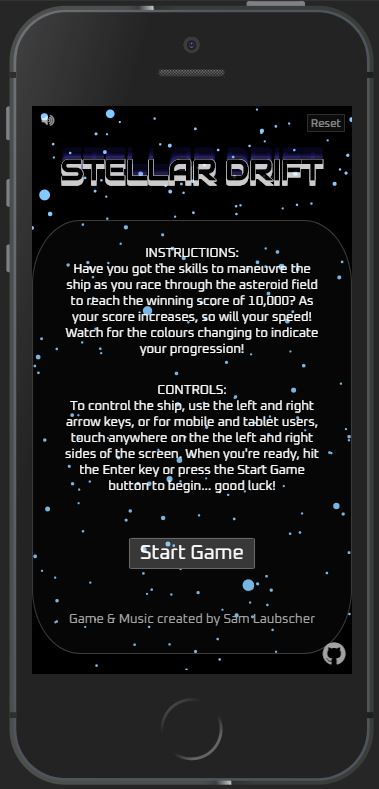 Reset
STELLAR DRIFT
INSTRUCTIONS:
Have you got the skills to maneuvre the
ship as you race through the asteroid field
to reach the winning score of 10,000? As
your score increases, so will your speed!
Watch for the colours changing to indicate
your progression!
CONTROLS:
To control the ship, use the left and right
arrow keys, or for mobile and tablet users,
touch anywhere on the the left and right
sides of the screen. When you're ready, hit
the Enter key or press the Start Game
button to begin... good luck!
Start Game
Game & Music created by Sam Laubscher